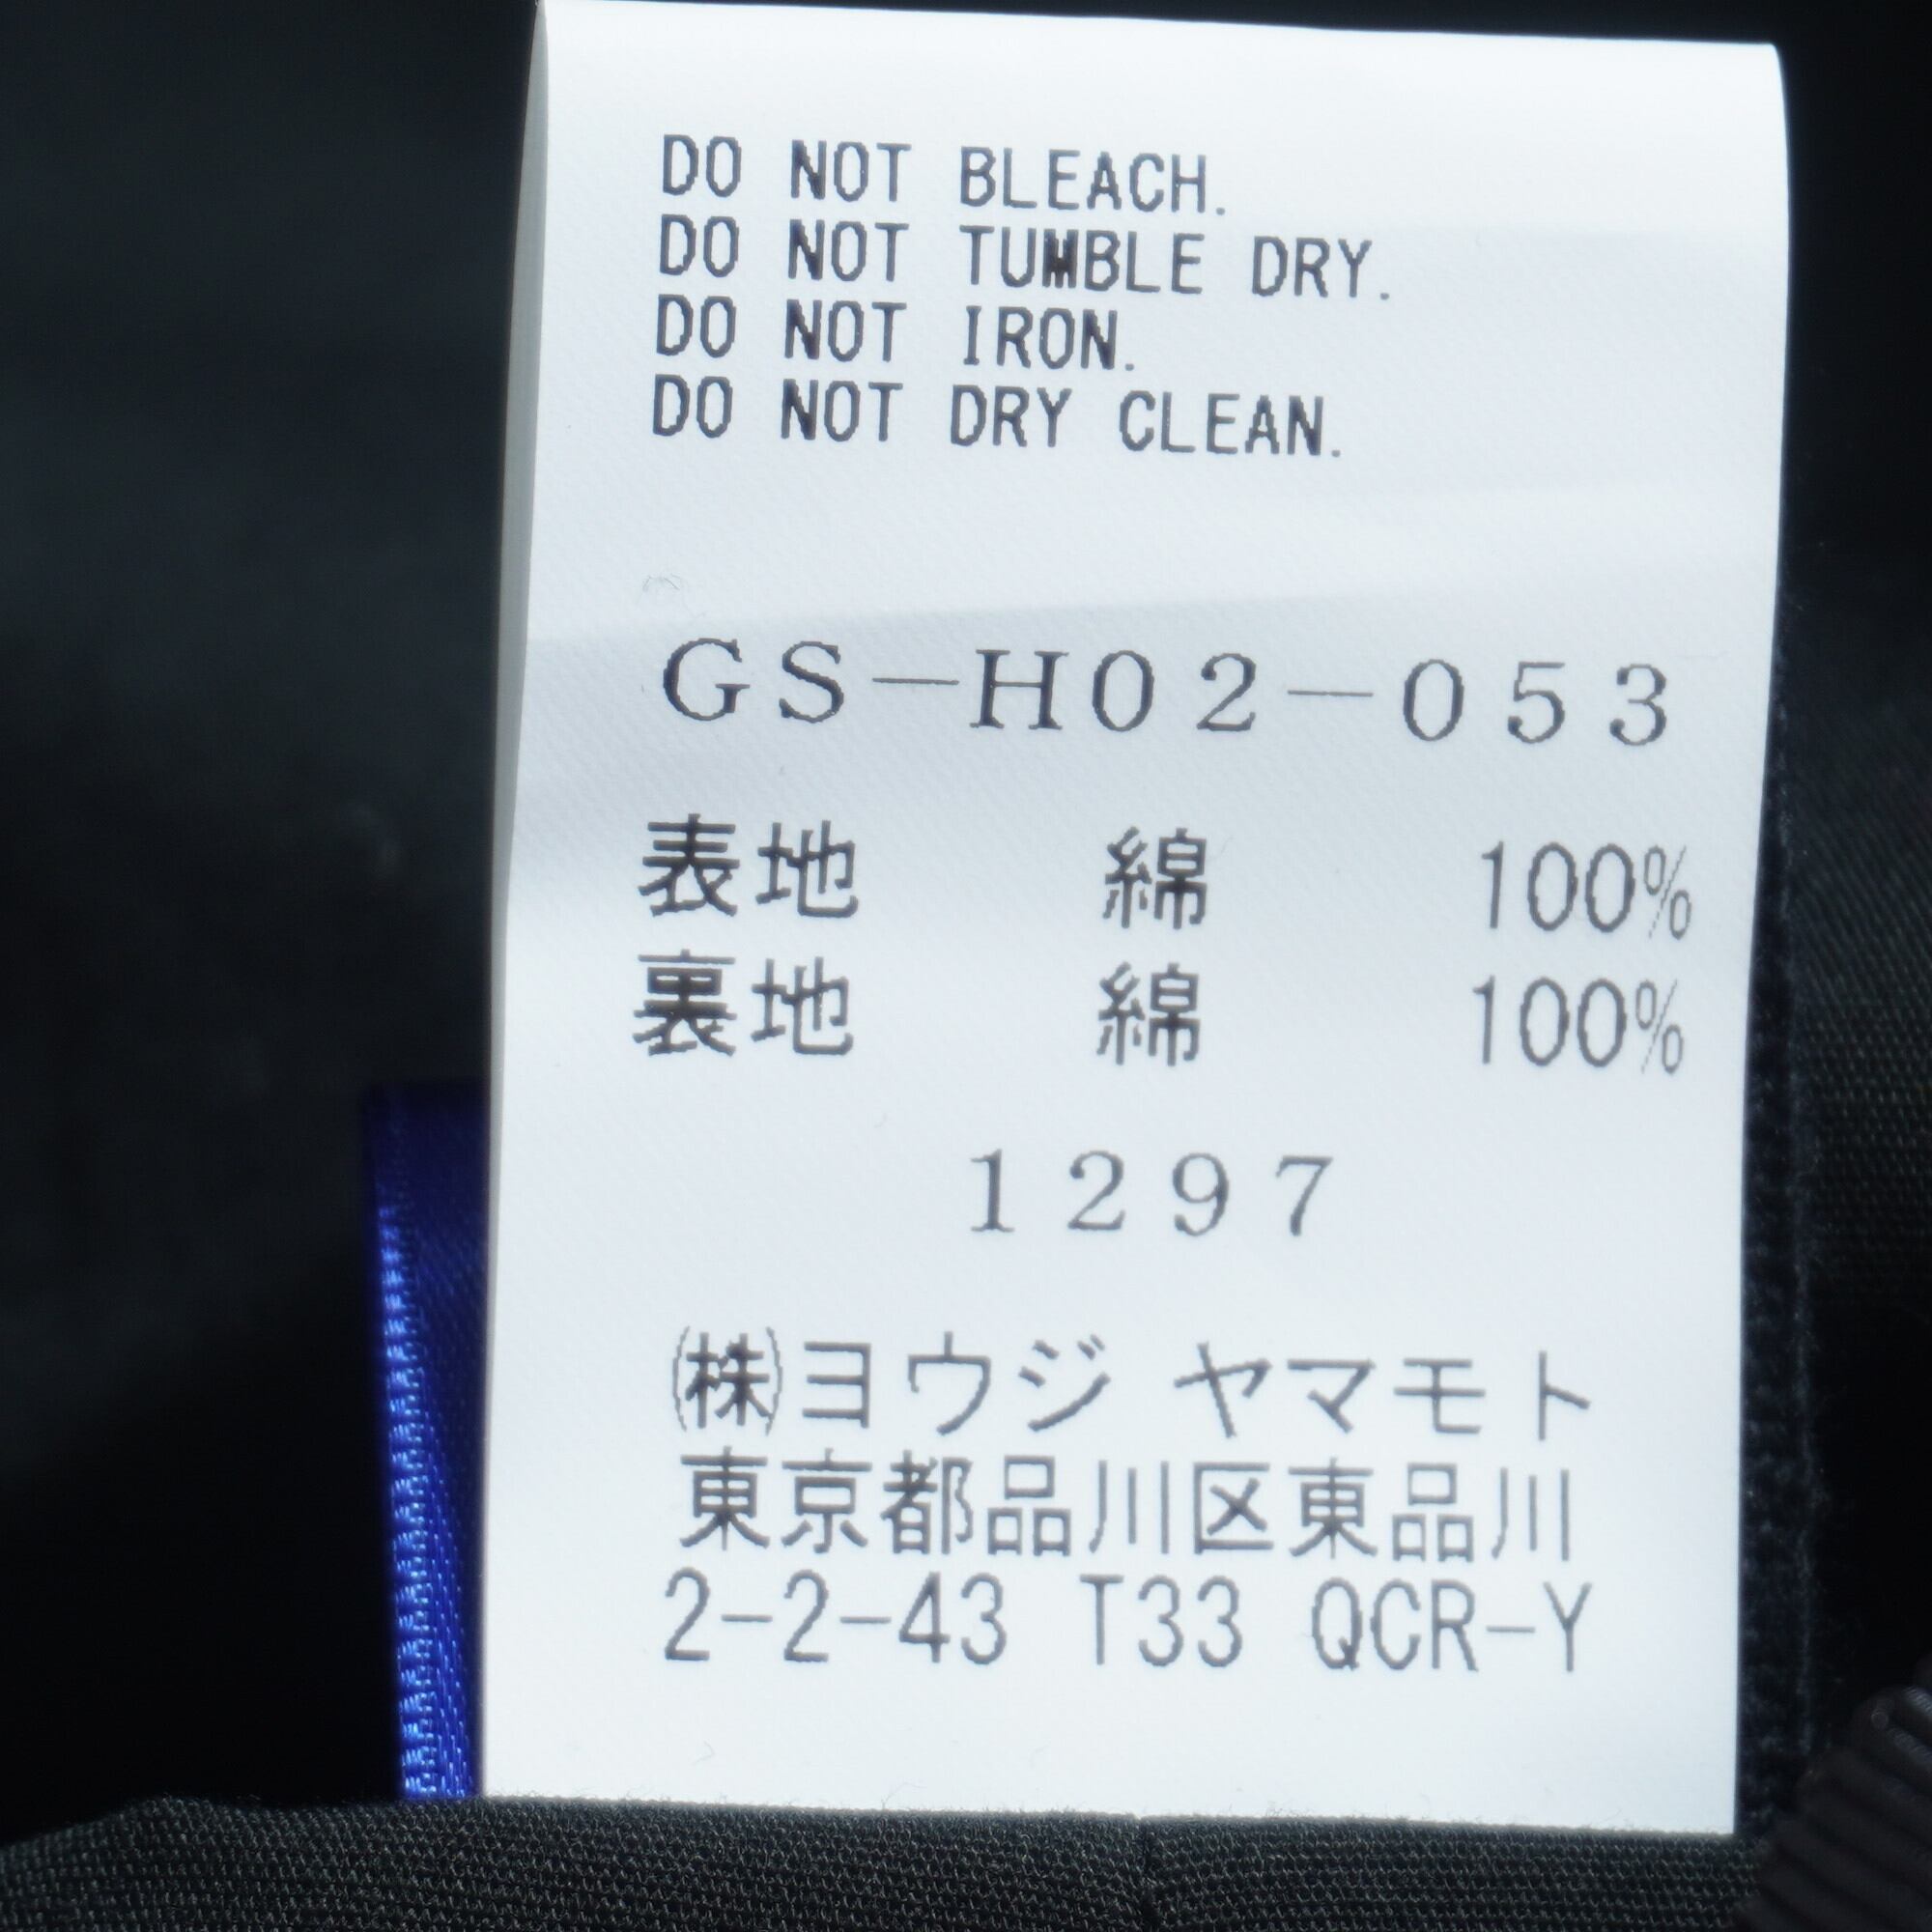 DO NOT BLEACH.
DO NOT TUMBLE DRY.
DO NOT IRON.
DO NOT DRY CLEAN.
GS－H02－053
表地 綿 100%
裏地 綿 100%
1297
㈱ヨウジ ヤマモト
東京都品川区東品川
2-2-43 T33 QCR-Y